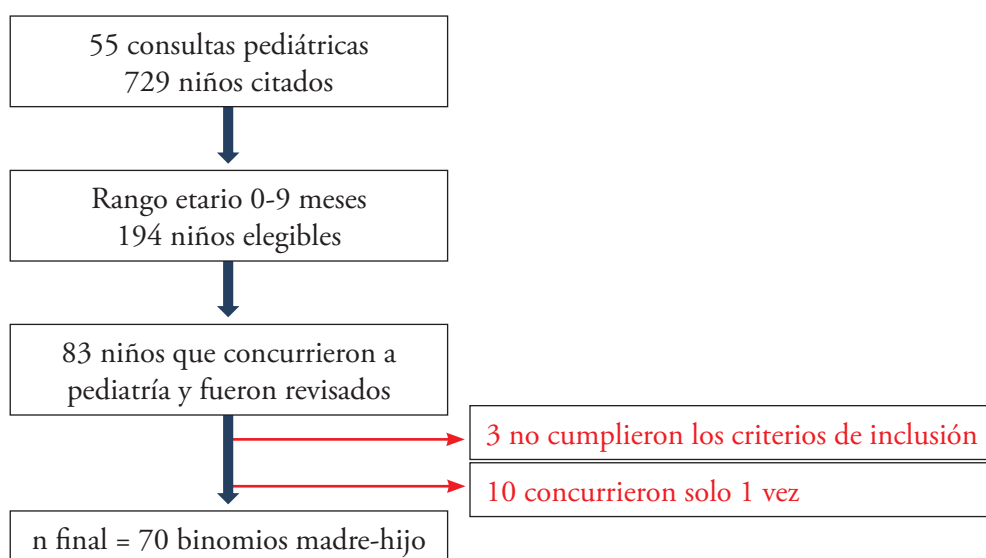 55 consultas pediátricas
729 niños citados
Rango etario 0-9 meses
194 niños elegibles
83 niños que concurrieron a
pediatría y fueron revisados
3 no cumplieron los criterios de inclusión
10 concurrieron solo 1 vez
n final = 70 binomios madre-hijo